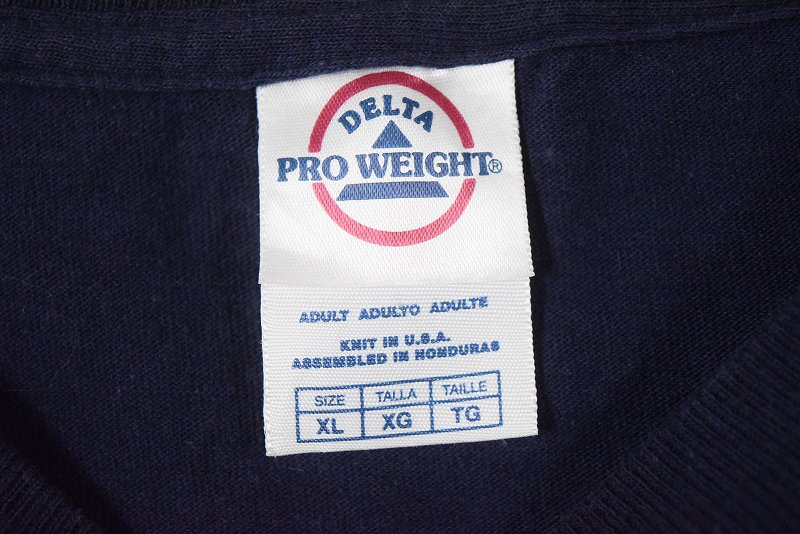 DELTA
PRO WEIGHT®
ADULT ADULTO ADULTE
KNIT IN U.S.A.
ASSEMBLED IN HONDURAS
SIZE TALLA TAILLE
XL XG TG